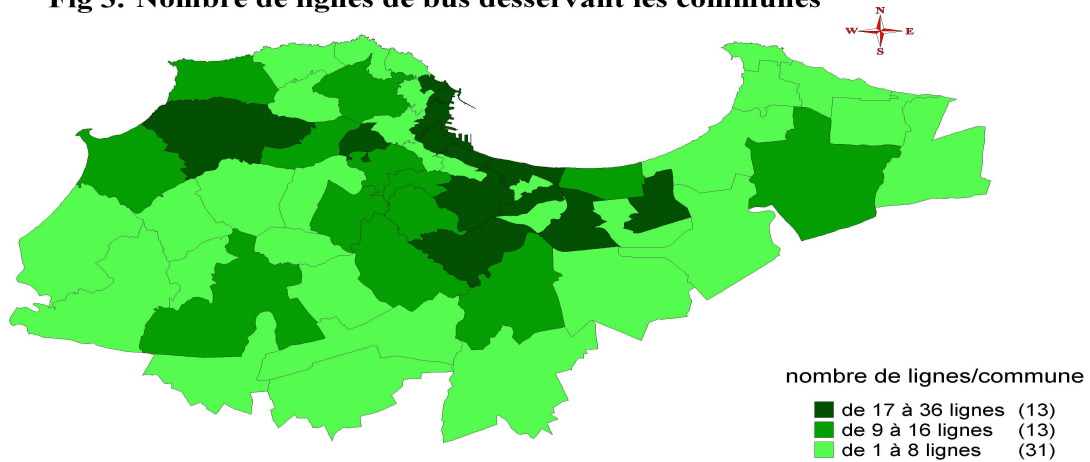 Fig 3: Nombre de lignes de bus desservant les communes
N
W E
S
nombre de lignes/commune
de 17 à 36 lignes (13)
de 9 à 16 lignes (13)
de 1 à 8 lignes (31)